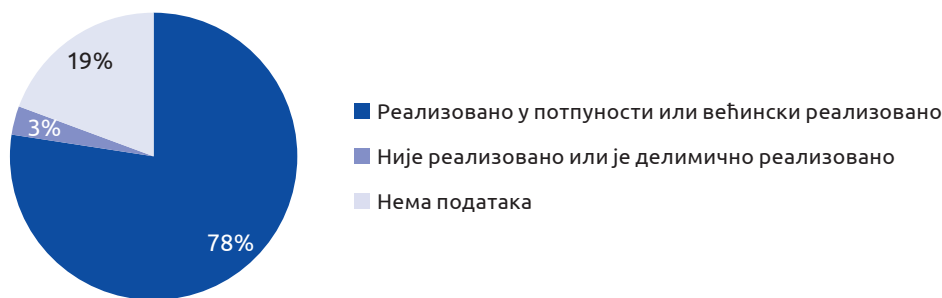 19%
3%
78%
Реализовано у потпуности или већински реализовано
Није реализовано или је делимично реализовано
Нема података